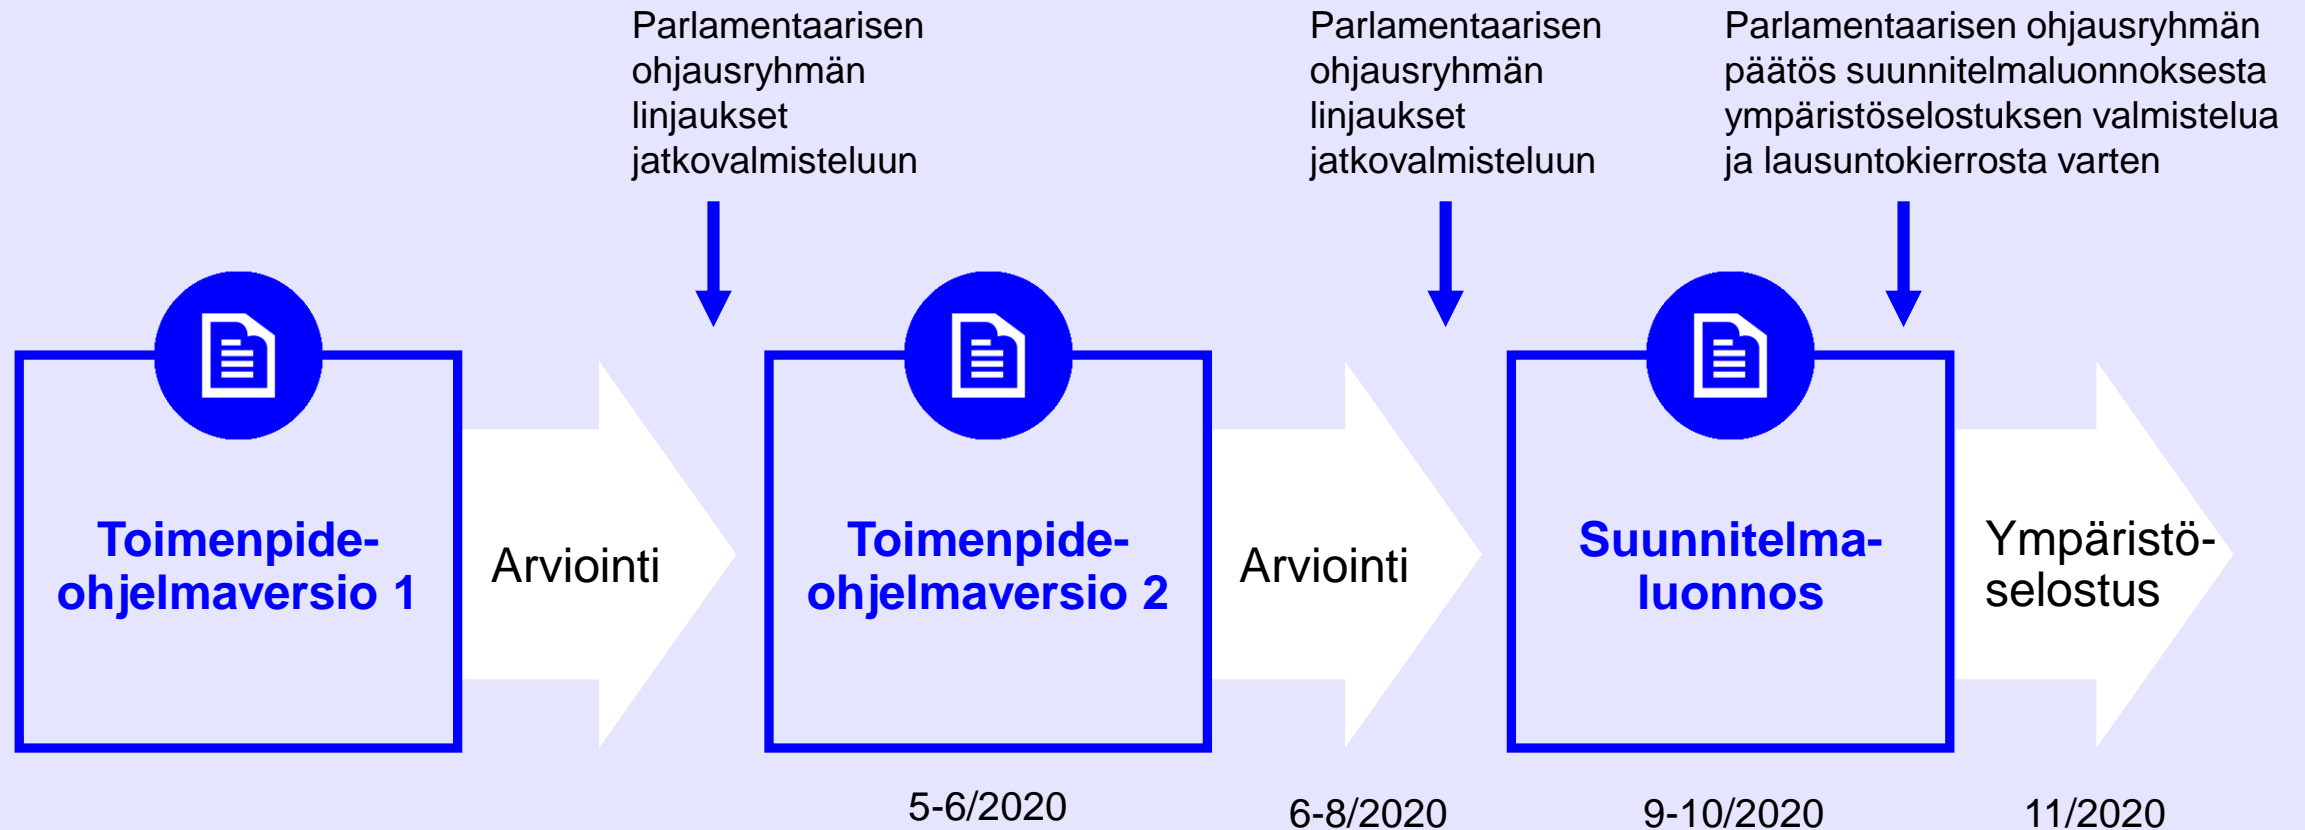 Parlamentaarisen
ohjausryhmän
linjaukset
jatkovalmisteluun
Parlamentaarisen
ohjausryhmän
linjaukset
jatkovalmisteluun
Parlamentaarisen ohjausryhmän
päätös suunnitelmaluonnoksesta
ympäristöselostuksen valmistelua
ja lausuntokierrosta varten
Toimenpide-
ohjelmaversio 1
Arviointi
Toimenpide-
ohjelmaversio 2
Arviointi
Suunnitelma-
luonnos
Ympäristö-
selostus
5-6/2020
6-8/2020
9-10/2020
11/2020